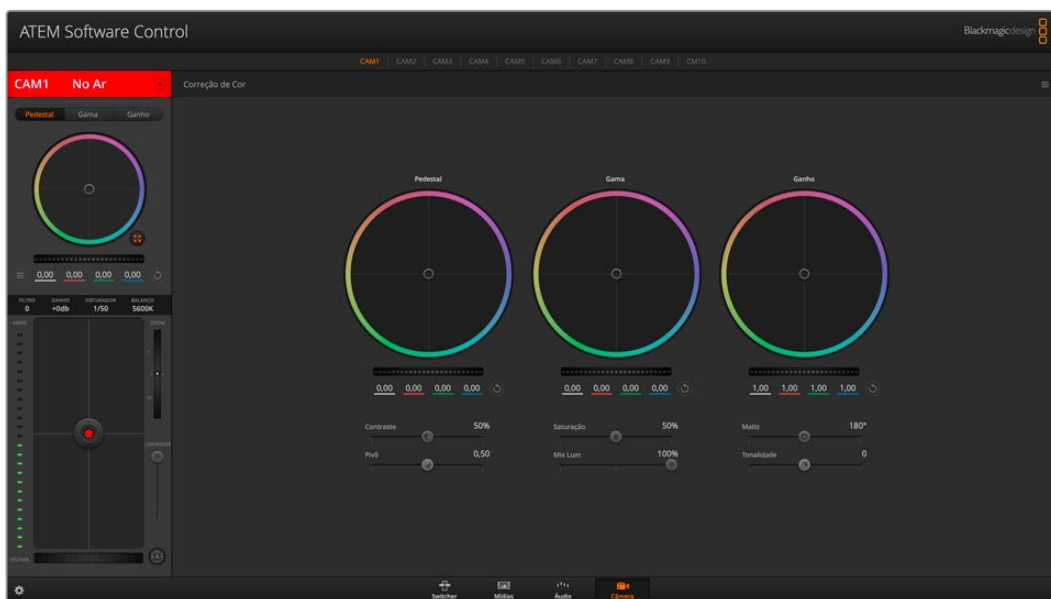 ATEM Software Control
Blackmagicdesign
CAM1 CAM2 CAM3 CAM4 CAM5 CAM6 CAM7 CAM8 CAM9 CM10
CAM1 No Ar
Correção de Cor
Pedestal Gama Ganho
Pedestal Gama Ganho
0,00 0,00 0,00 0,00
FILTRO GANHO OBTURADOR BALANÇO
0 +0db 1/50 5600K
ABRIR ZOOM
T
W
LIMITADOR
FECHAR
0,00 0,00 0,00 0,00 0,00 0,00 0,00 0,00 1,00 1,00 1,00 1,00
Contraste 50% Saturação 50% Matiz 180°
Pivô 0,50 Mix Lum 100% Tonalidade 0
Switcher Mídias Áudio Câmera